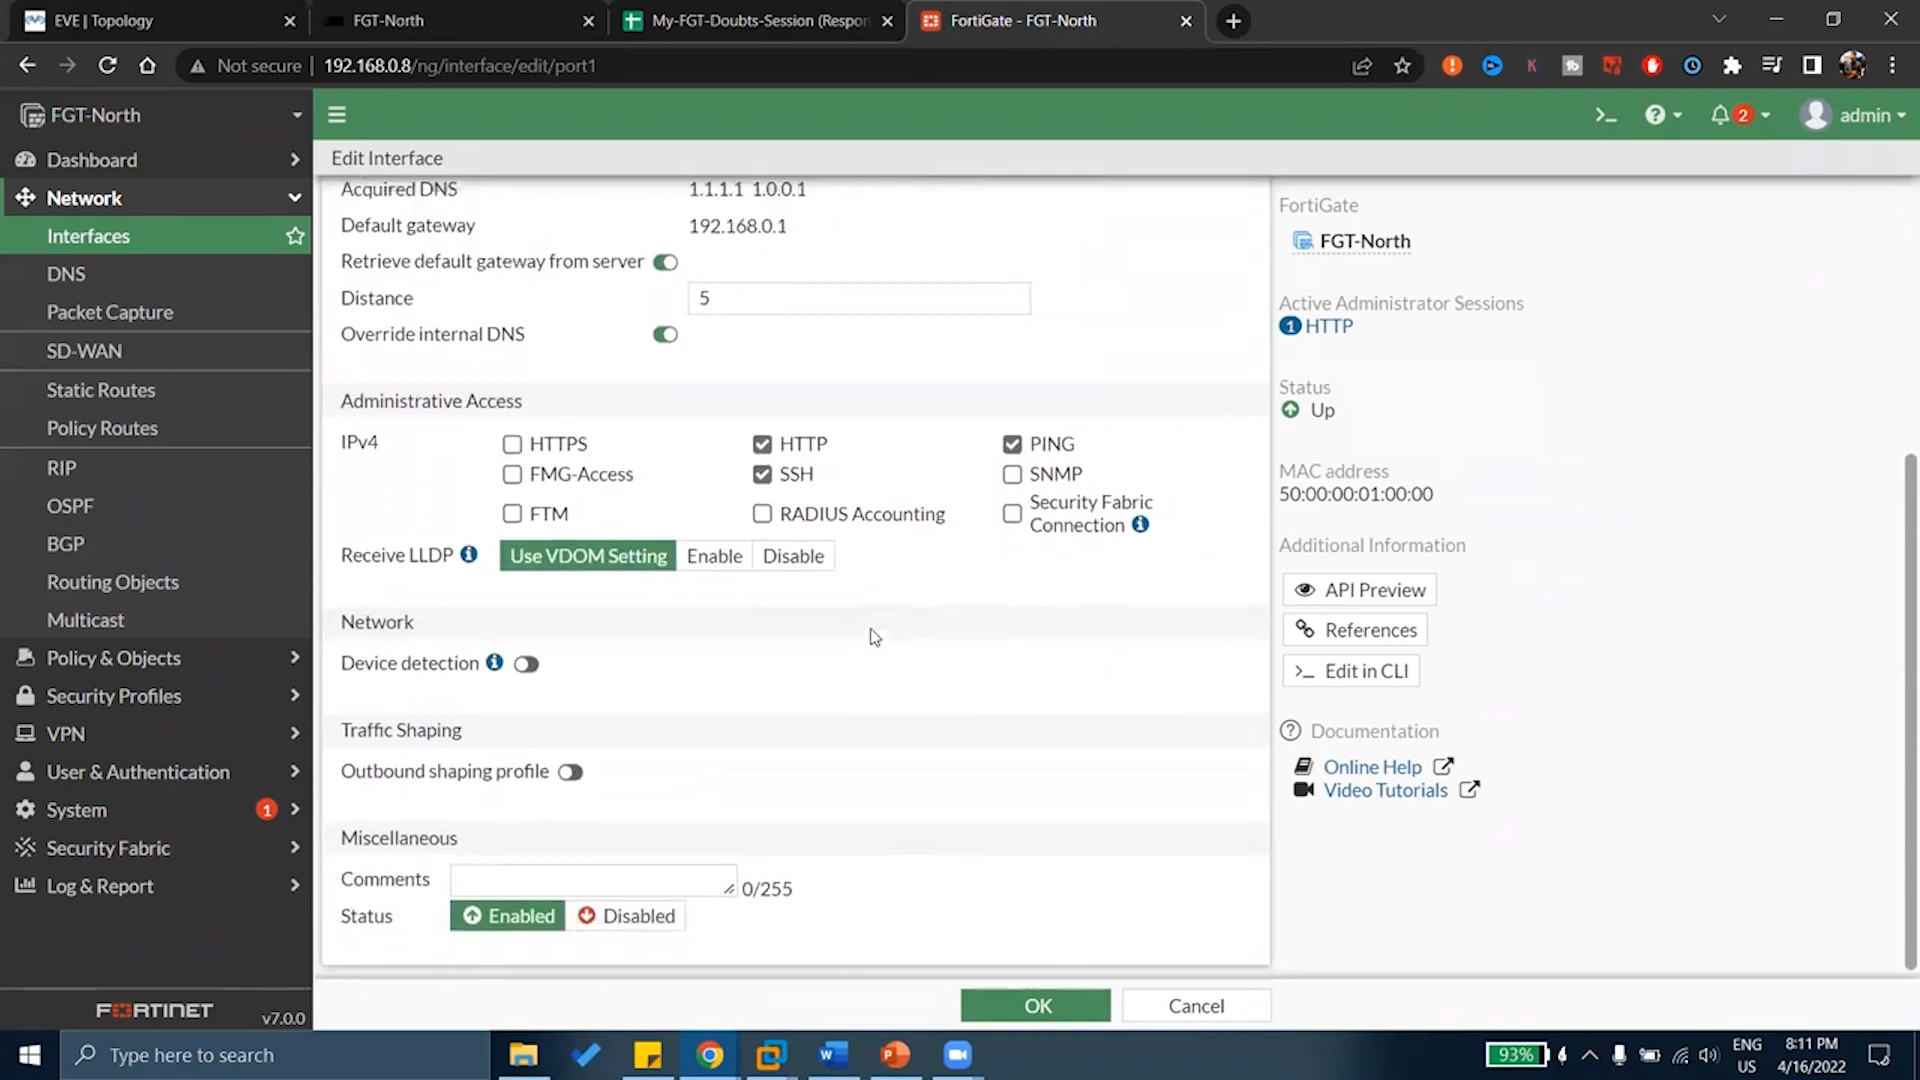 EVE | Topology
FGT-North
My-FGT-Doubts-Session (Respon
FortiGate - FGT-North
Not secure
192.168.0.8/ng/interface/edit/port1
FGT-North
2
admin
Dashboard
Network
Interfaces
DNS
Packet Capture
SD-WAN
Static Routes
Policy Routes
RIP
OSPF
BGP
Routing Objects
Multicast
Policy & Objects
Security Profiles
VPN
User & Authentication
System 1
Security Fabric
Log & Report
FORTINET v7.0.0
Edit Interface
Acquired DNS 1.1.1.1 1.0.0.1
Default gateway 192.168.0.1
Retrieve default gateway from server
Distance 5
Override internal DNS
Administrative Access
IPv4 HTTPS HTTP PING
FMG-Access SSH SNMP
FTM RADIUS Accounting Security Fabric Connection
Receive LLDP Use VDOM Setting Enable Disable
Network
Device detection
Traffic Shaping
Outbound shaping profile
Miscellaneous
Comments 0/255
Status Enabled Disabled
OK Cancel
FortiGate
FGT-North
Active Administrator Sessions
1 HTTP
Status
Up
MAC address
50:00:00:01:00:00
Additional Information
API Preview
References
>_ Edit in CLI
Documentation
Online Help
Video Tutorials
Type here to search
93%
ENG
US
8:11 PM
4/16/2022